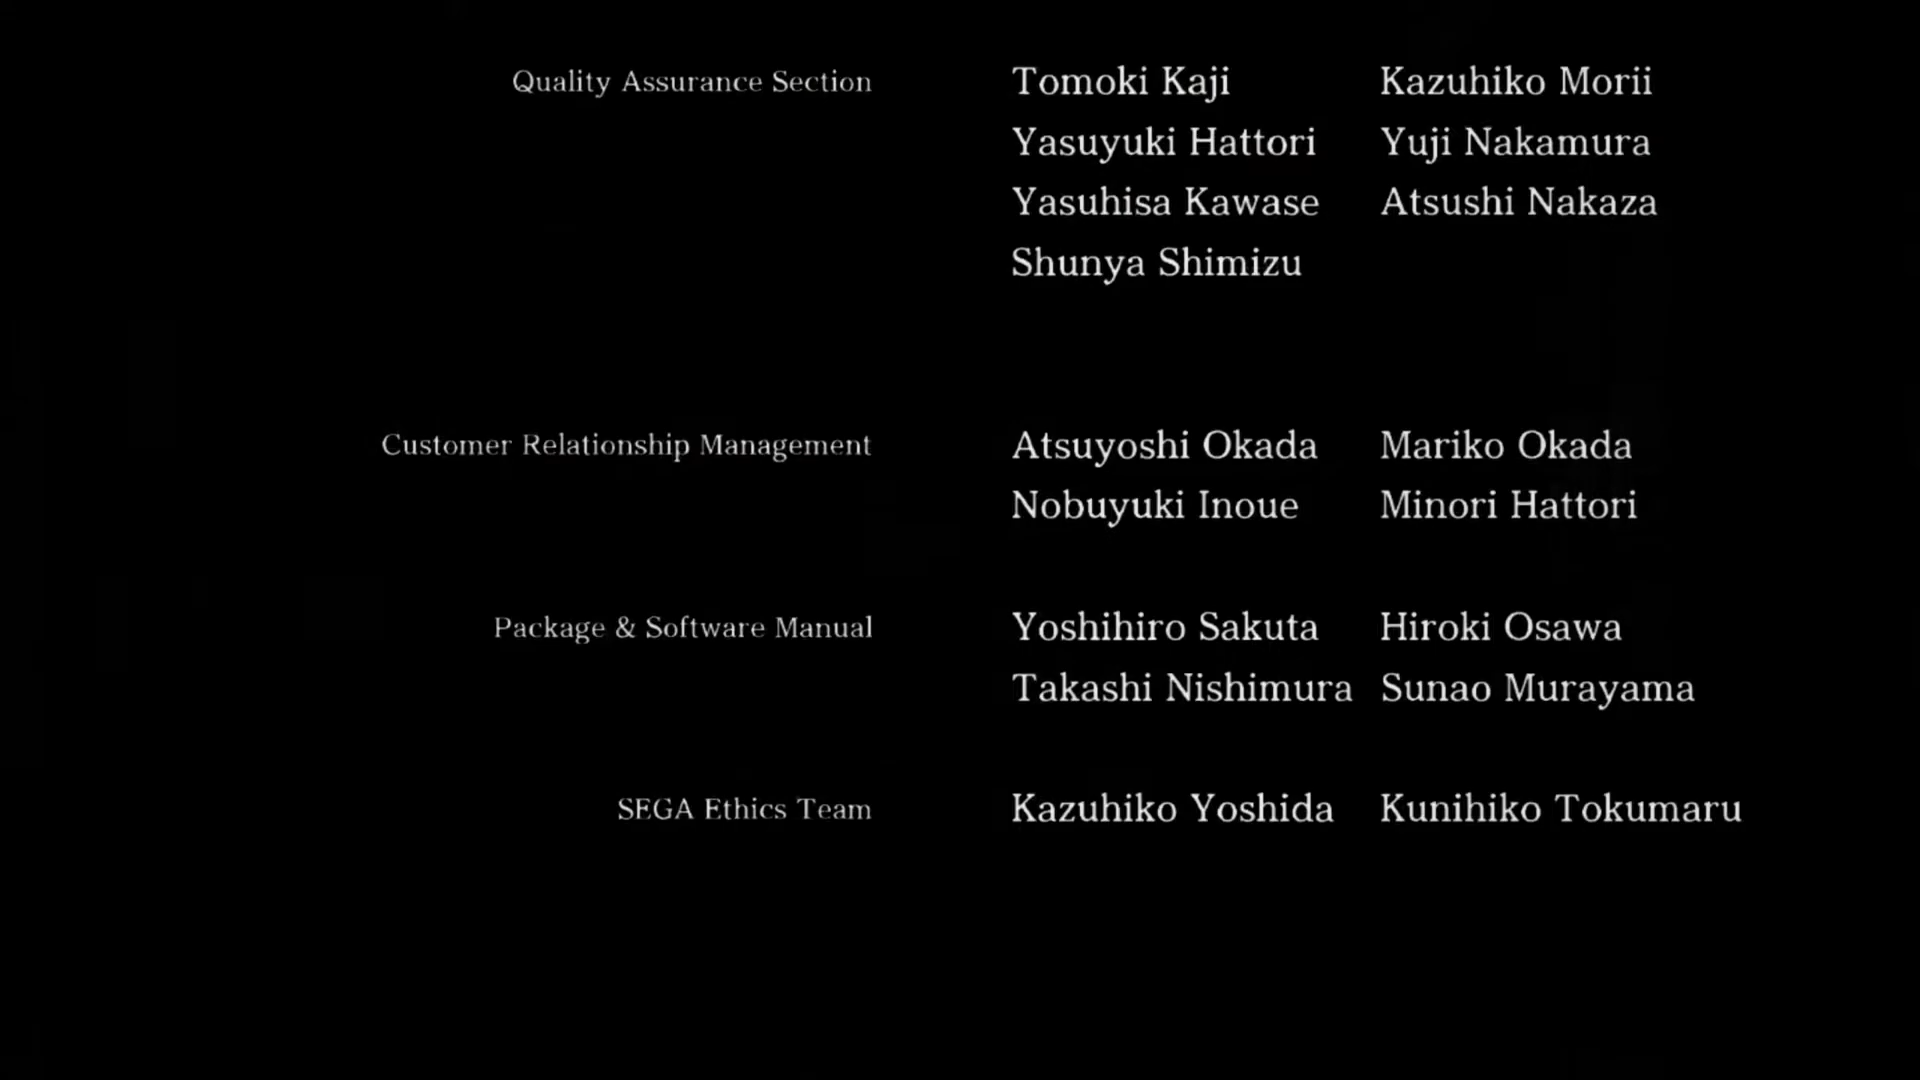 Quality Assurance Section Tomoki Kaji Kazuhiko Morii
Yasuyuki Hattori Yuji Nakamura
Yasuhisa Kawase Atsushi Nakaza
Shunya Shimizu
Customer Relationship Management Atsuyoshi Okada Mariko Okada
Nobuyuki Inoue Minori Hattori
Package & Software Manual Yoshihiro Sakuta Hiroki Osawa
Takashi Nishimura Sunao Murayama
SEGA Ethics Team Kazuhiko Yoshida Kunihiko Tokumaru